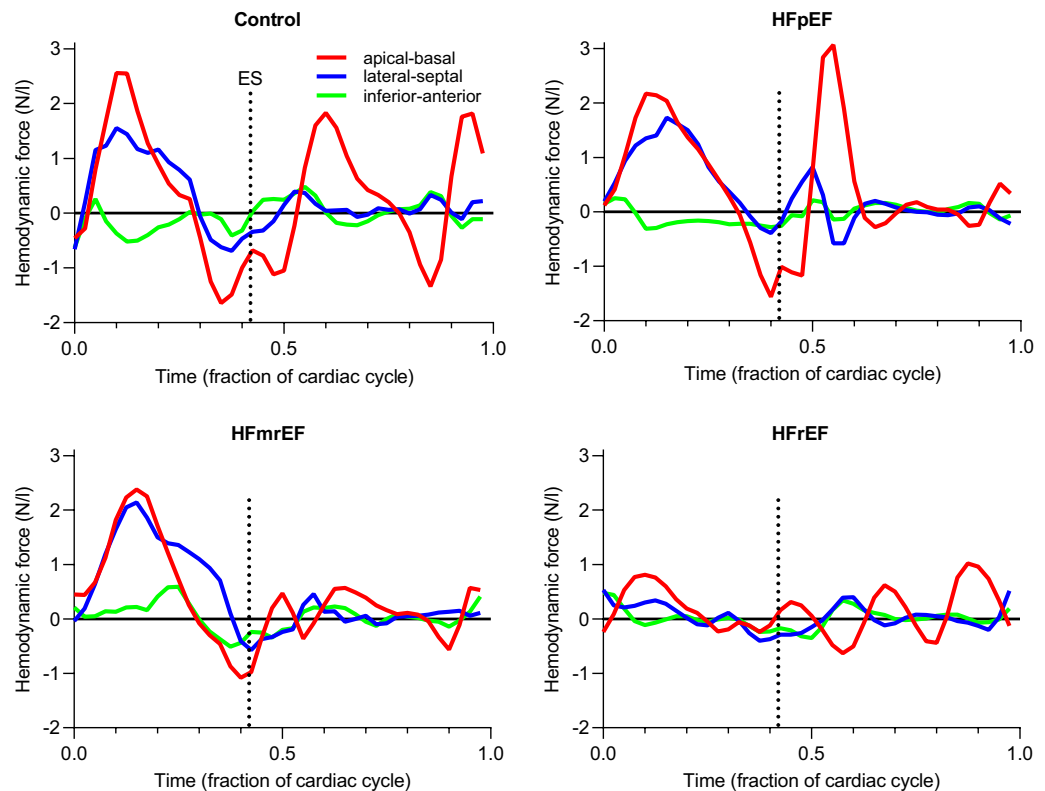 Control
Hemodynamic force (N/l)
3
2
1
0
-1
-2
ES
apical-basal
lateral-septal
inferior-anterior
0.0
0.5
1.0
Time (fraction of cardiac cycle)
HFpEF
Hemodynamic force (N/l)
3
2
1
0
-1
-2
0.0
0.5
1.0
Time (fraction of cardiac cycle)
HFmrEF
Hemodynamic force (N/l)
3
2
1
0
-1
-2
0.0
0.5
1.0
Time (fraction of cardiac cycle)
HFrEF
Hemodynamic force (N/l)
3
2
1
0
-1
-2
0.0
0.5
1.0
Time (fraction of cardiac cycle)